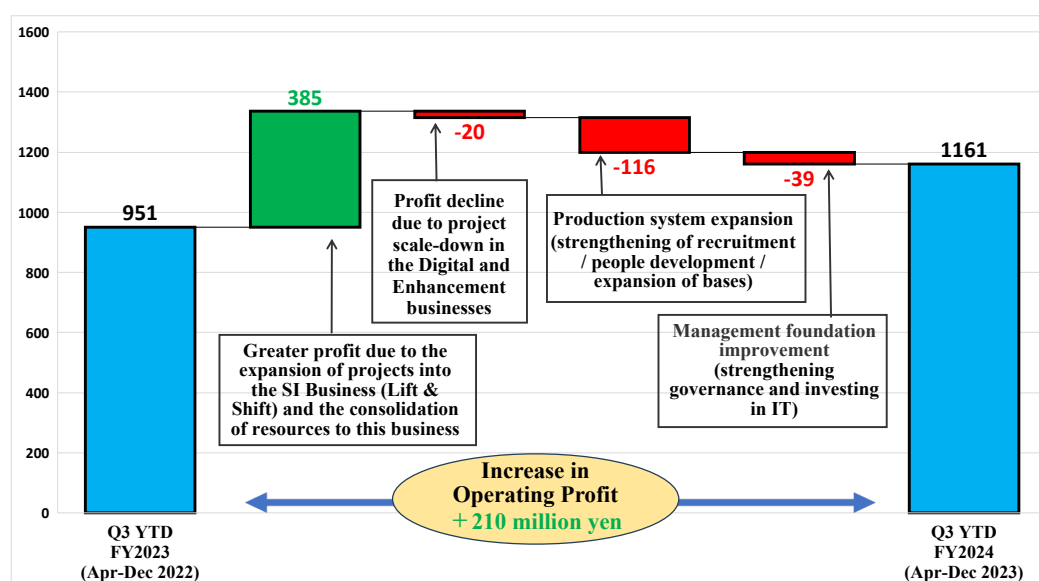 1600
1400
1200
1000
800
600
400
200
0
951
385
-20
-116
-39
1161
Profit decline
due to project
scale-down in
the Digital and
Enhancement
businesses
Production system expansion
(strengthening of recruitment
/ people development /
expansion of bases)
Greater profit due to the
expansion of projects into
the SI Business (Lift &
Shift) and the consolidation
of resources to this business
Management foundation
improvement
(strengthening
governance and investing
in IT)
Increase in
Operating Profit
+210 million yen
Q3 YTD
FY2023
(Apr-Dec 2022)
Q3 YTD
FY2024
(Apr-Dec 2023)